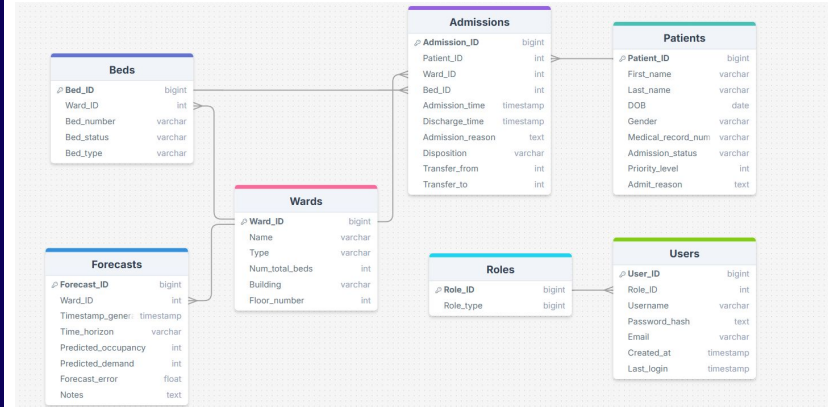 Admissions
Admission_ID bigint
Patient_ID int
Ward_ID int
Bed_ID int
Admission_time timestamp
Discharge_time timestamp
Admission_reason text
Disposition varchar
Transfer_from int
Transfer_to int
Patients
Patient_ID bigint
First_name varchar
Last_name varchar
DOB date
Gender varchar
Medical_record_num varchar
Admission_status varchar
Priority_level int
Admit_reason text
Beds
Bed_ID bigint
Ward_ID int
Bed_number varchar
Bed_status varchar
Bed_type varchar
Wards
Ward_ID bigint
Name varchar
Type varchar
Num_total_beds int
Building varchar
Floor_number int
Forecasts
Forecast_ID bigint
Ward_ID int
Timestamp_gener timestamp
Time_horizon varchar
Predicted_occupancy int
Predicted_demand int
Forecast_error float
Notes text
Roles
Role_ID bigint
Role_type bigint
Users
User_ID bigint
Role_ID int
Username varchar
Password_hash text
Email varchar
Created_at timestamp
Last_login timestamp